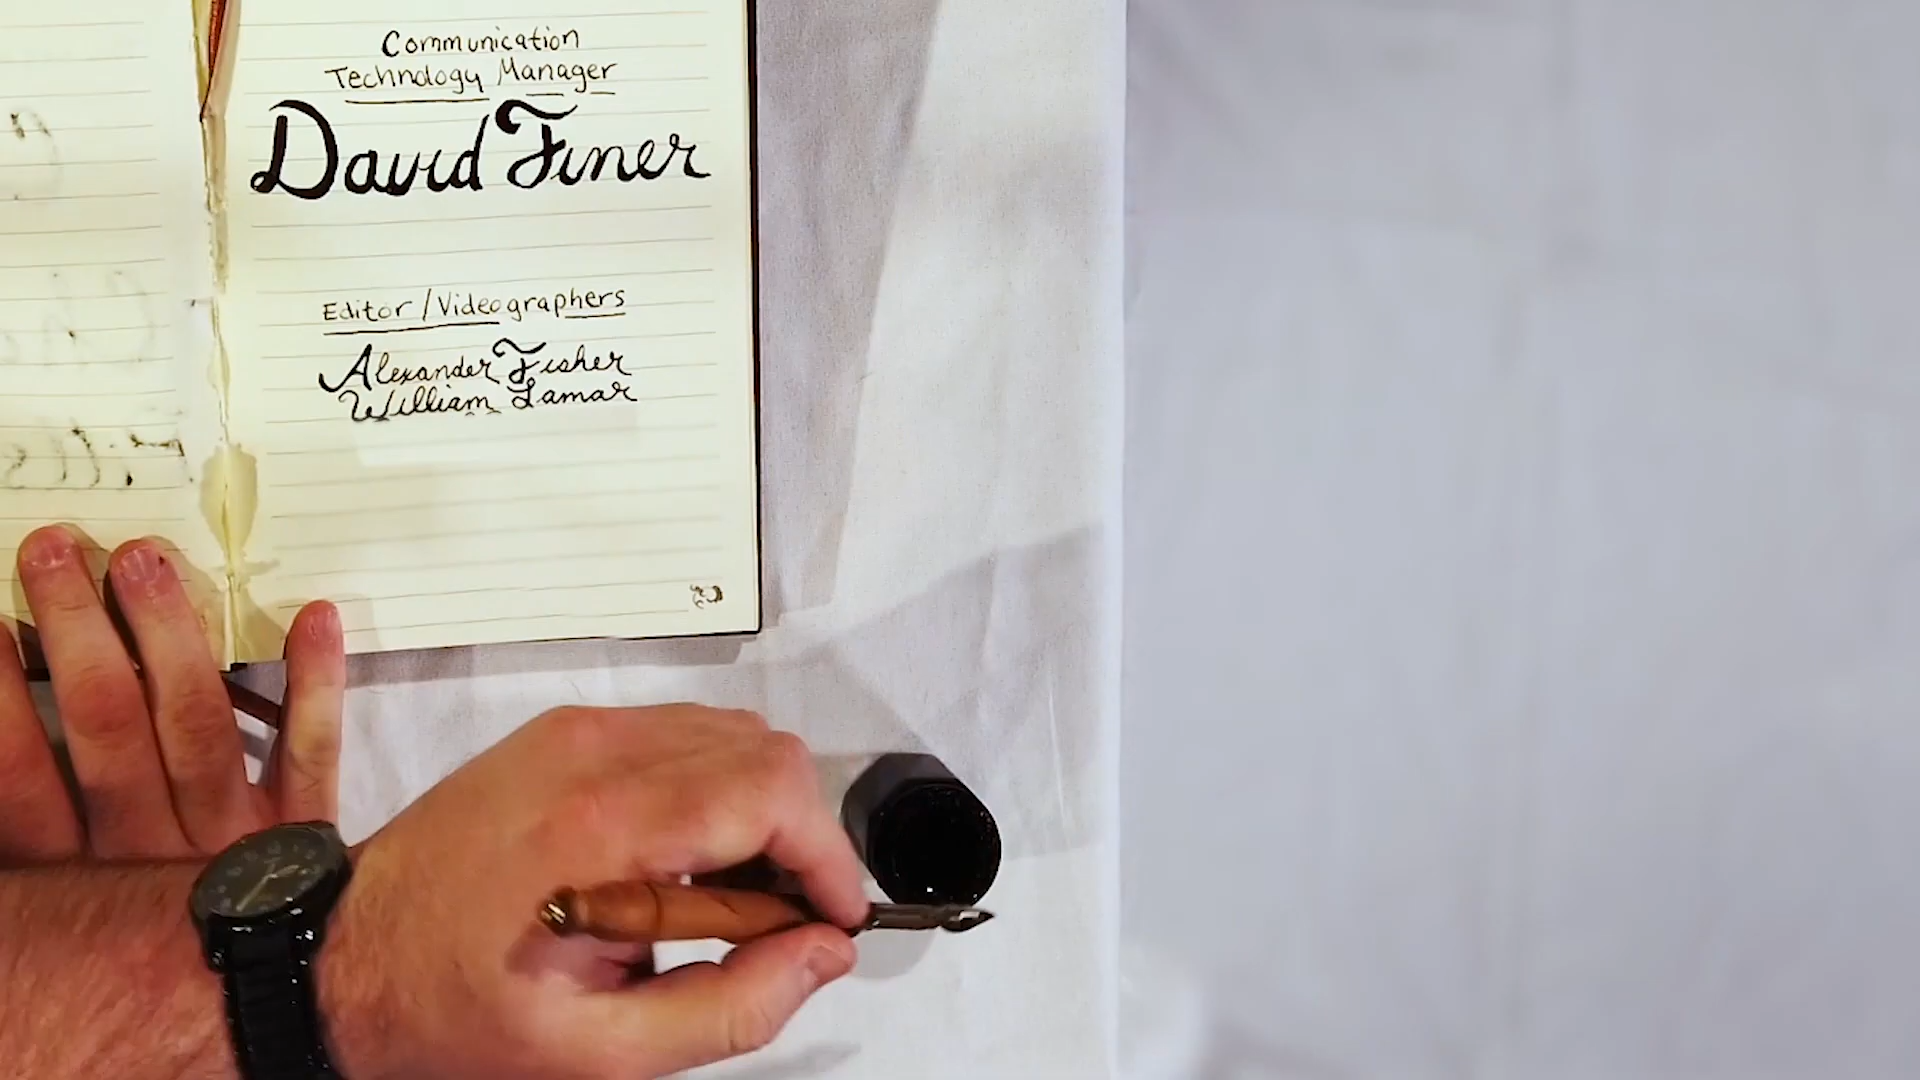 Communication
Technology Manager
David Finer
Editor/Videographers
Alexander Fisher
William Lamar